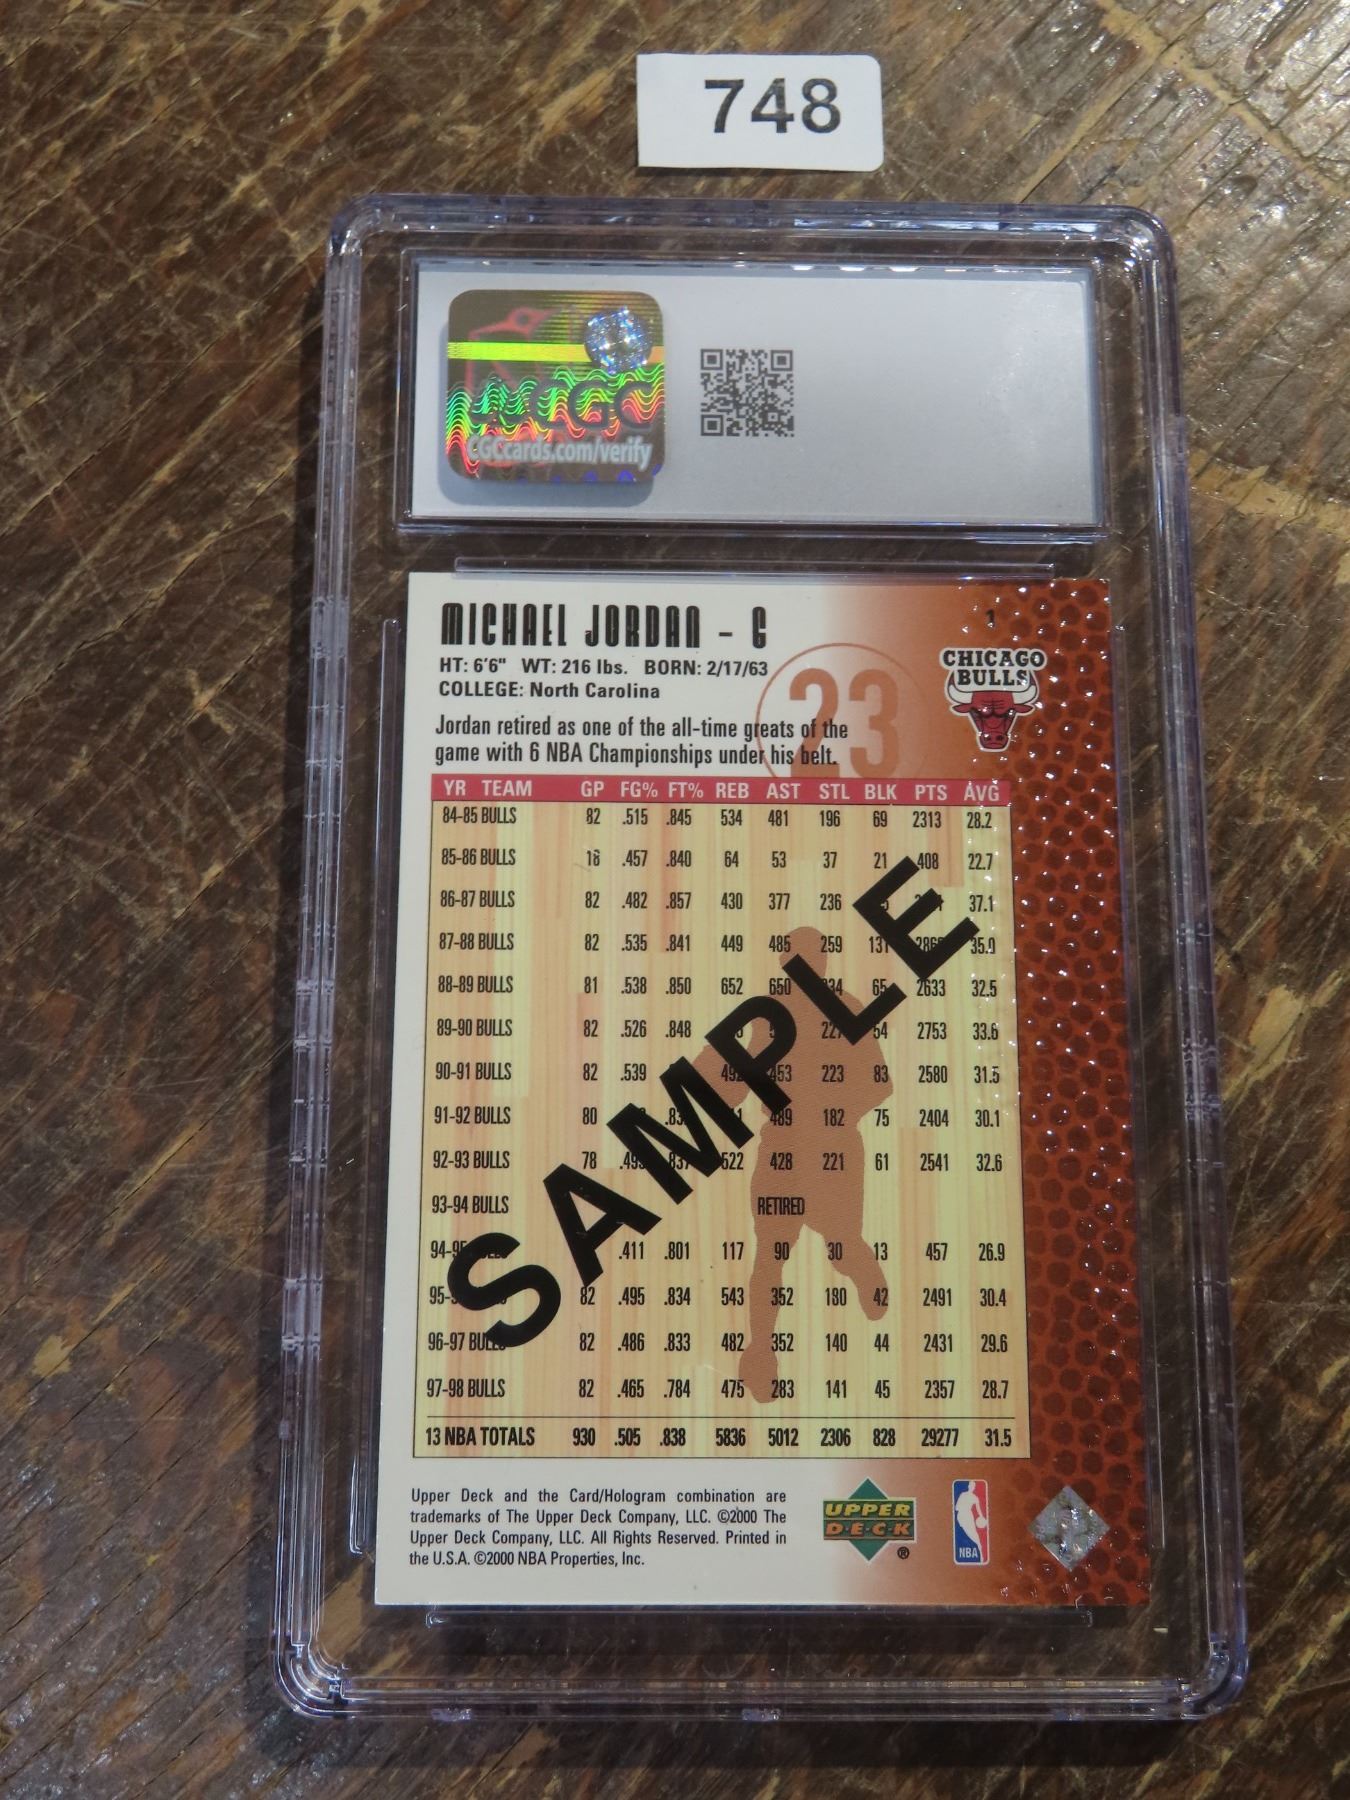 748
CGC
CGCcards.com/verify
MICHAEL JORDAN - G
1
HT: 6'6" WT: 216 lbs. BORN: 2/17/63
COLLEGE: North Carolina
23
CHICAGO
BULLS
Jordan retired as one of the all-time greats of the
game with 6 NBA Championships under his belt.
YR TEAM GP FG% FT% REB AST STL BLK PTS AVG
84-85 BULLS 82 .515 .845 534 481 196 69 2313 28.2
85-86 BULLS 18 .457 .840 64 53 37 21 408 22.7
86-87 BULLS 82 .482 .857 430 377 236 37.1
87-88 BULLS 82 .535 .841 449 485 259 131 35.0
88-89 BULLS 81 .538 .850 652 650 65 2633 32.5
89-90 BULLS 82 .526 .848 54 2753 33.6
90-91 BULLS 82 .539 453 223 83 2580 31.5
91-92 BULLS 80 489 182 75 2404 30.1
92-93 BULLS 78 522 428 221 61 2541 32.6
93-94 BULLS RETIRED
.411 .801 117 90 30 13 457 26.9
82 .495 .834 543 352 180 42 2491 30.4
96-97 BULLS 82 .486 .833 482 352 140 44 2431 29.6
97-98 BULLS 82 .465 .784 475 283 141 45 2357 28.7
13 NBA TOTALS 930 .505 .838 5836 5012 2306 828 29277 31.5
SAMPLE
Upper Deck and the Card/Hologram combination are
trademarks of The Upper Deck Company, LLC. ©2000 The
Upper Deck Company, LLC. All Rights Reserved. Printed in
the U.S.A. ©2000 NBA Properties, Inc.
UPPER
D·E·C·K
®
NBA